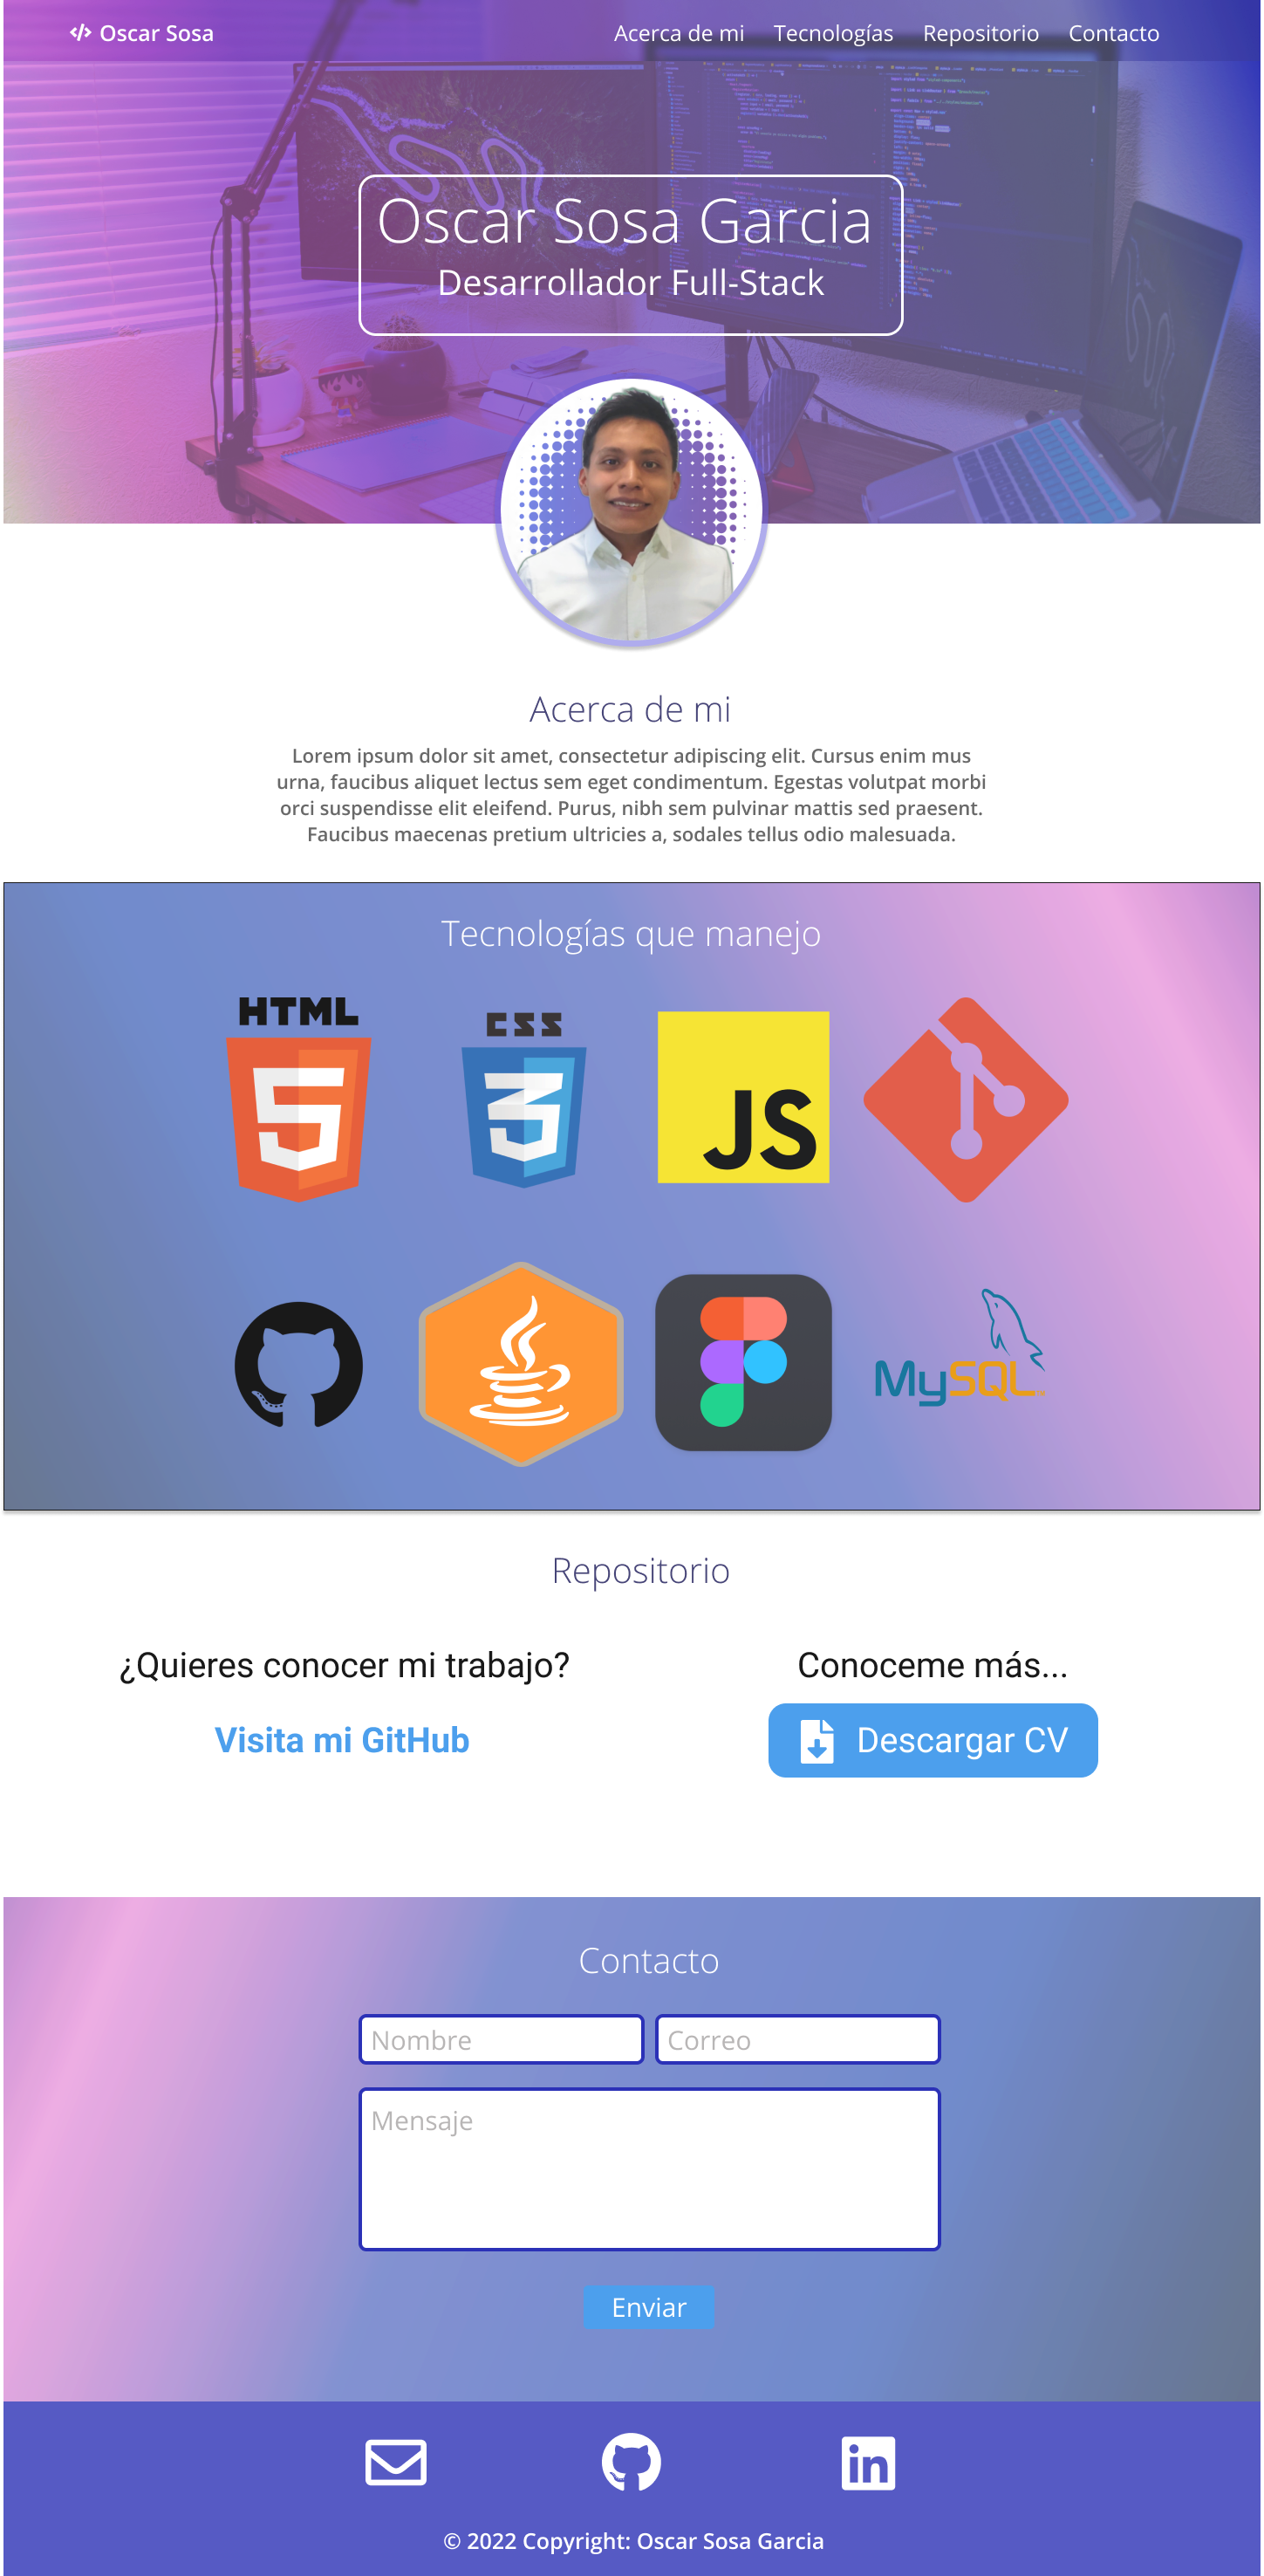 Oscar Sosa
Acerca de mi
Tecnologías
Repositorio
Contacto
Oscar Sosa Garcia
Desarrollador Full-Stack
Acerca de mi
Lorem ipsum dolor sit amet, consectetur adipiscing elit. Cursus enim mus
urna, faucibus aliquet lectus sem eget condimentum. Egestas volutpat morbi
orci suspendisse elit eleifend. Purus, nibh sem pulvinar mattis sed praesent.
Faucibus maecenas pretium ultricies a, sodales tellus odio malesuada.
Tecnologías que manejo
HTML
5
CSS
3
JS
MySQL
Repositorio
¿Quieres conocer mi trabajo?
Visita mi GitHub
Conoceme más...
Descargar CV
Contacto
Nombre
Correo
Mensaje
Enviar
in
© 2022 Copyright: Oscar Sosa Garcia